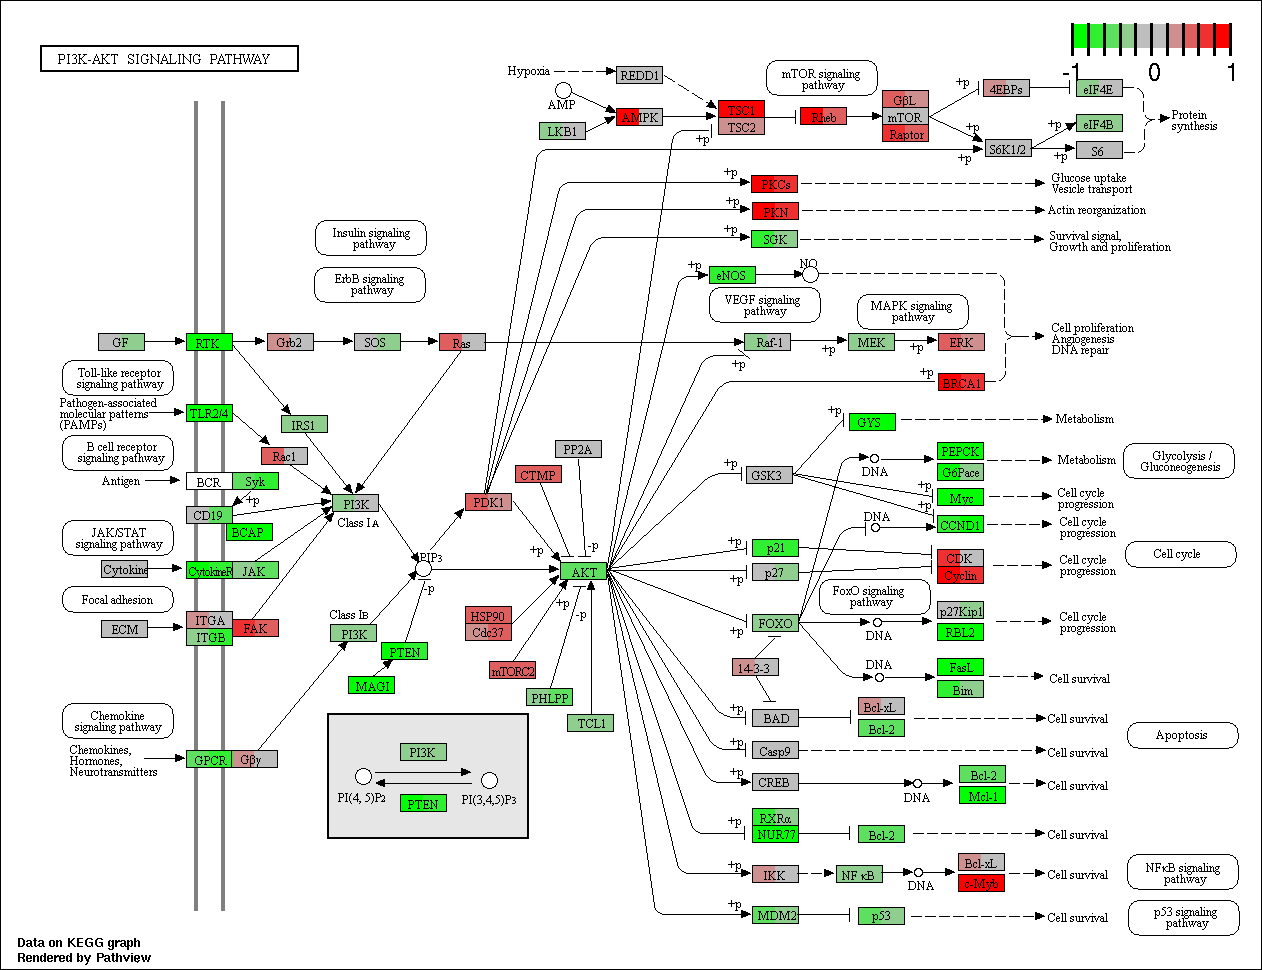 PI3K-AKT SIGNALING PATHWAY
-1
0
1
Hypoxia
REDD1
mTOR signaling
pathway
AMP
LKB1
AMPK
+p
TSC1
TSC2
+p
Rheb
GβL
mTOR
Raptor
+p
4EBPs
eIF4E
+p
+p
S6K1/2
+p
eIF4B
+p
S6
Protein
synthesis
+p
PKCs
Glucose uptake
Vesicle transport
+p
PKN
Actin reorganization
+p
SGK
Survival signal,
Growth and proliferation
Insulin signaling
pathway
ErbB signaling
pathway
+p
eNOS
NO
VEGF signaling
pathway
MAPK signaling
pathway
GF
RTK
Grb2
SOS
Ras
Raf-1
+p
+p
MEK
+p
ERK
Cell proliferation
Angiogenesis
DNA repair
+p
BRCA1
Toll-like receptor
signaling pathway
Pathogen-associated
molecular patterns
(PAMPs)
TLR2/4
IRS1
Rac1
B cell receptor
signaling pathway
Antigen
BCR
Syk
+p
CD19
BCAP
PI3K
Class IA
JAK/STAT
signaling pathway
Cytokine
CytokineR
JAK
Focal adhesion
ECM
ITGA
ITGB
FAK
PIP3
-p
Class IB
PI3K
PTEN
MAGI
PDK1
CTMP
PP2A
+p
-p
AKT
+p
-p
HSP90
Cdc37
mTORC2
PHLPP
TCL1
+p
GYS
Metabolism
GSK3
+p
DNA
PEPCK
G6Pace
Metabolism
Glycolysis /
Gluconeogenesis
Myc
Cell cycle
progression
DNA
CCND1
Cell cycle
progression
+p
p21
+p
p27
CDK
Cyclin
Cell cycle
progression
Cell cycle
FoxO signaling
pathway
FOXO
+p
DNA
p27Kip1
RBL2
Cell cycle
progression
14-3-3
DNA
FasL
Bim
Cell survival
+p
BAD
Bcl-xL
Bcl-2
Cell survival
+p
Casp9
Cell survival
+p
CREB
DNA
Bcl-2
Mcl-1
Cell survival
+p
RXRα
NUR77
Bcl-2
Cell survival
+p
IKK
NFκB
DNA
Bcl-xL
c-Myb
Cell survival
NFκB signaling
pathway
+p
MDM2
p53
Cell survival
p53 signaling
pathway
Apoptosis
Chemokine
signaling pathway
Chemokines,
Hormones,
Neurotransmitters
GPCR
Gβγ
PI3K
PI(4, 5)P2
PI(3,4,5)P3
PTEN
Data on KEGG graph
Rendered by Pathview